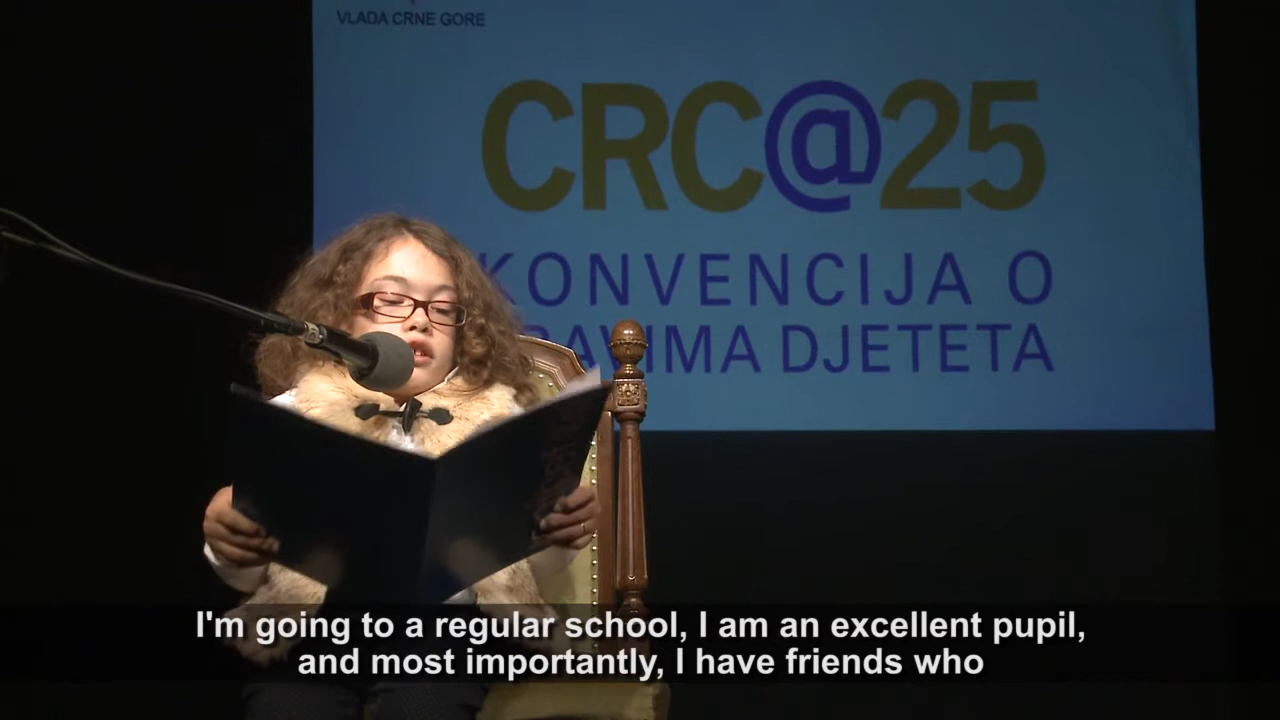 VLADA CRNE GORE
CRC@25
KONVENCIJA O
PRAVIMA DJETETA
I'm going to a regular school, I am an excellent pupil,
and most importantly, I have friends who